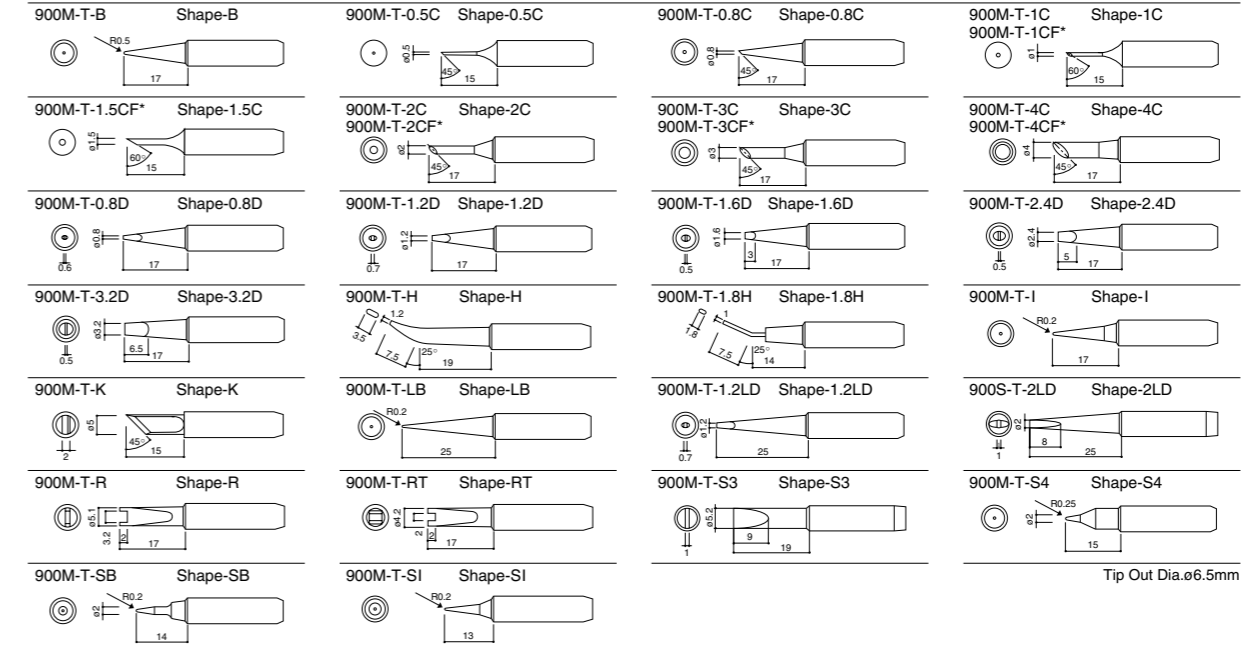 900M-T-B Shape-B
R0.5
17
900M-T-0.5C Shape-0.5C
ø0.5
45°
15
900M-T-0.8C Shape-0.8C
ø0.8
45°
17
900M-T-1C Shape-1C
900M-T-1CF*
ø1
60°
15
900M-T-1.5CF* Shape-1.5C
ø1.5
60°
15
900M-T-2C Shape-2C
900M-T-2CF*
ø2
45°
17
900M-T-3C Shape-3C
900M-T-3CF*
ø3
45°
17
900M-T-4C Shape-4C
900M-T-4CF*
ø4
45°
17
900M-T-0.8D Shape-0.8D
ø0.8
0.6
17
900M-T-1.2D Shape-1.2D
ø1.2
0.7
17
900M-T-1.6D Shape-1.6D
ø1.6
3
0.5
17
900M-T-2.4D Shape-2.4D
ø2.4
5
0.5
17
900M-T-3.2D Shape-3.2D
ø3.2
6.5
0.5
17
900M-T-H Shape-H
1.2
3.5
7.5
25°
19
900M-T-1.8H Shape-1.8H
1
1.8
7.5
25°
14
900M-T-I Shape-I
R0.2
17
900M-T-K Shape-K
ø5
45°
2
15
900M-T-LB Shape-LB
R0.2
25
900M-T-1.2LD Shape-1.2LD
ø1.2
0.7
25
900S-T-2LD Shape-2LD
ø2
8
1
25
900M-T-R Shape-R
ø5.1
3.2
2
17
900M-T-RT Shape-RT
ø4.2
2
2
17
900M-T-S3 Shape-S3
ø5.2
9
1
19
900M-T-S4 Shape-S4
R0.25
ø2
15
900M-T-SB Shape-SB
R0.2
ø2
14
900M-T-SI Shape-SI
R0.2
13
Tip Out Dia.ø6.5mm